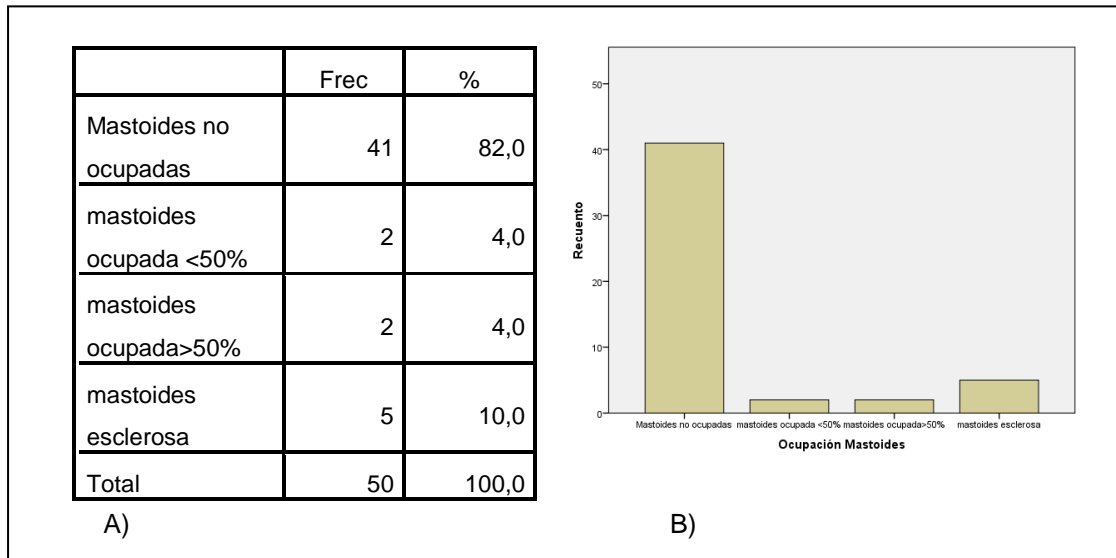 Frec %
Mastoides no
ocupadas
41 82,0
mastoides
ocupada <50%
2 4,0
mastoides
ocupada>50%
2 4,0
mastoides
esclerosa
5 10,0
Total 50 100,0
A)
50
40
30
20
10
0
Recuento
Mastoides no ocupadas mastoides ocupada <50% mastoides ocupada>50% mastoides esclerosa
Ocupación Mastoides
B)